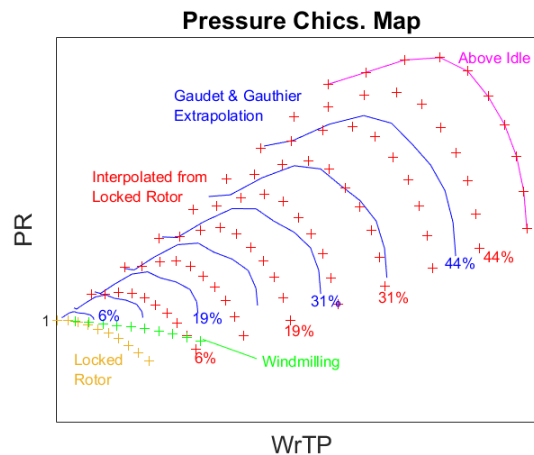 Pressure Chics. Map
Above Idle
Gaudet & Gauthier
Extrapolation
Interpolated from
Locked Rotor
PR
44%
44%
31%
31%
19%
19%
6%
6%
1
Windmilling
Locked
Rotor
WrTP